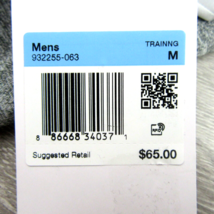 Mens TRAINNG
932255-063 M
8 86668 34037 1
Suggested Retail $65.00